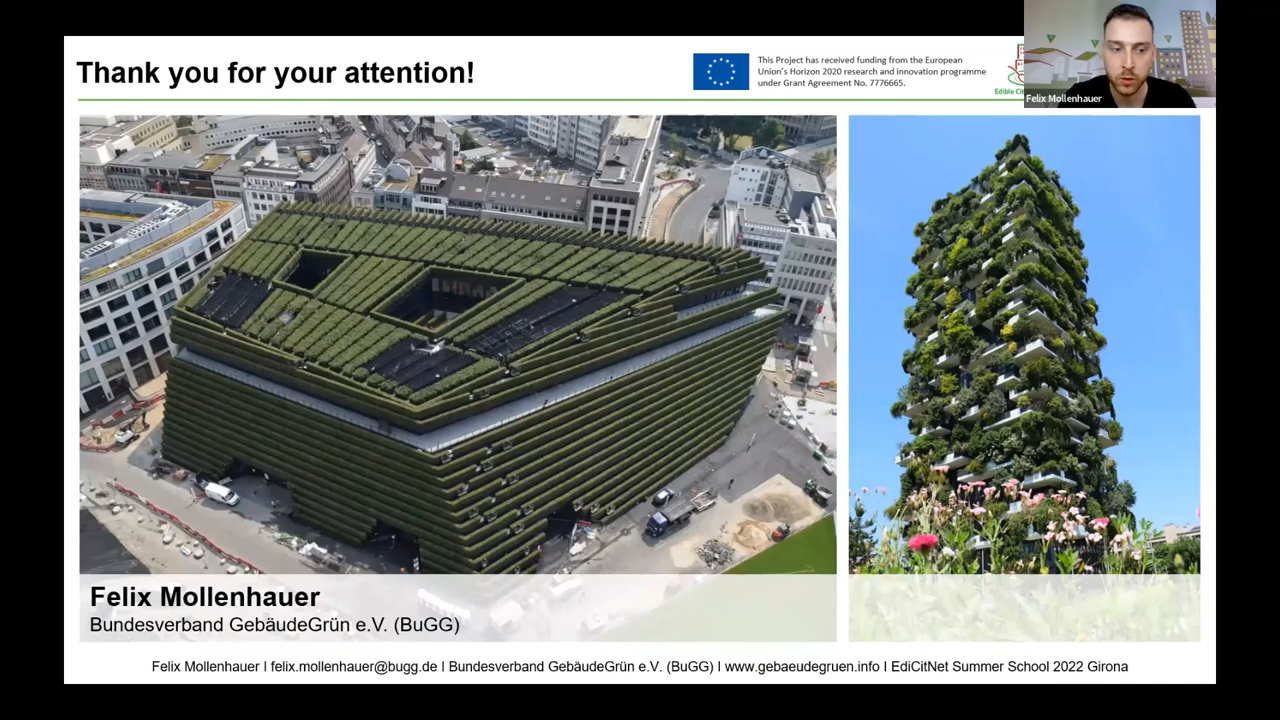 Thank you for your attention!
This Project has received funding from the European
Union's Horizon 2020 research and innovation programme
under Grant Agreement No. 7776665.
Edible
Felix Mollenhauer
Felix Mollenhauer
Bundesverband GebäudeGrün e.V. (BuGG)
Felix Mollenhauer I felix.mollenhauer@bugg.de I Bundesverband GebäudeGrün e.V. (BuGG) I www.gebaeudegruen.info I EdiCitNet Summer School 2022 Girona